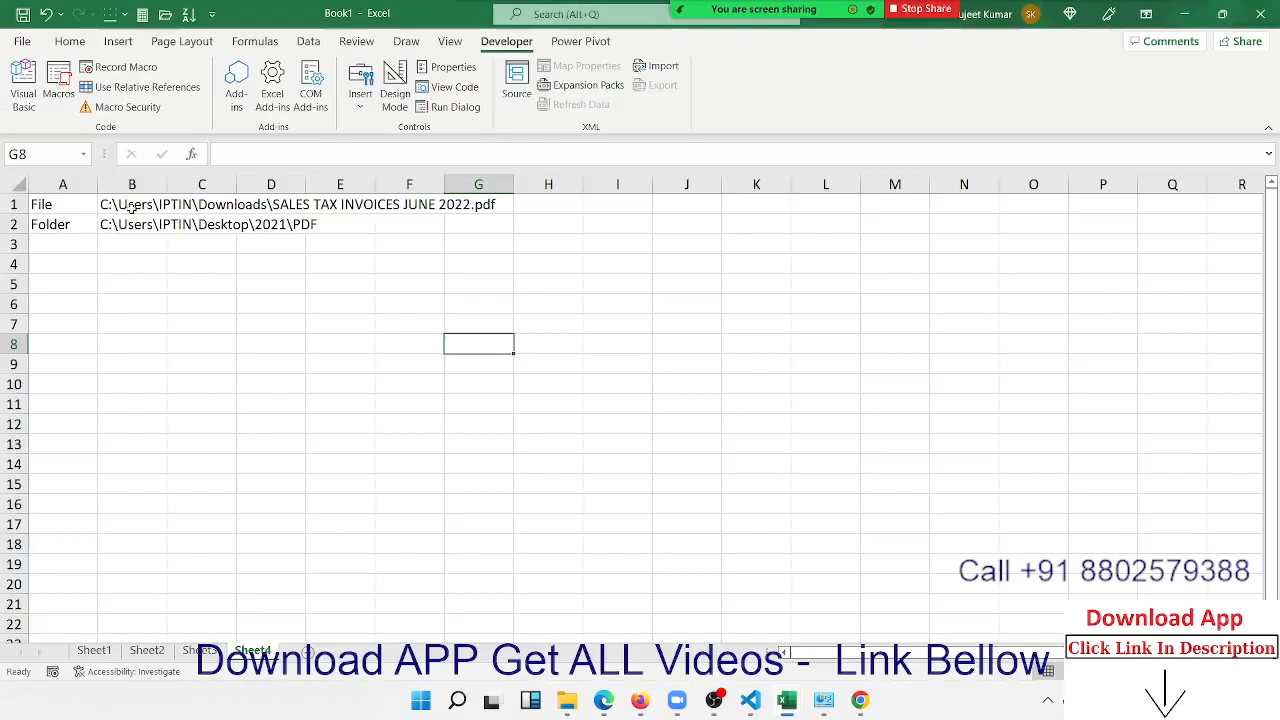 Book1 - Excel
Search (Alt+Q)
You are screen sharing
Stop Share
ujeet Kumar
SK
File
Home
Insert
Page Layout
Formulas
Data
Review
Draw
View
Developer
Power Pivot
Comments
Share
Visual Basic
Macros
Record Macro
Use Relative References
Macro Security
Code
Add-ins
Excel Add-ins
COM Add-ins
Add-ins
Insert
Design Mode
Properties
View Code
Run Dialog
Controls
Source
Map Properties
Expansion Packs
Refresh Data
Import
Export
XML
G8
fx
A B C D E F G H I J K L M N O P Q R
1 File C:\Users\IPTIN\Downloads\SALES TAX INVOICES JUNE 2022.pdf
2 Folder C:\Users\IPTIN\Desktop\2021\PDF
3
4
5
6
7
8
9
10
11
12
13
14
15
16
17
18
19
20
21
22
Call +91 8802579388
Download App
Click Link In Description
Sheet1
Sheet2
Sheet3
Sheet4
Download APP Get ALL Videos - Link Bellow
Ready
Accessibility: Investigate